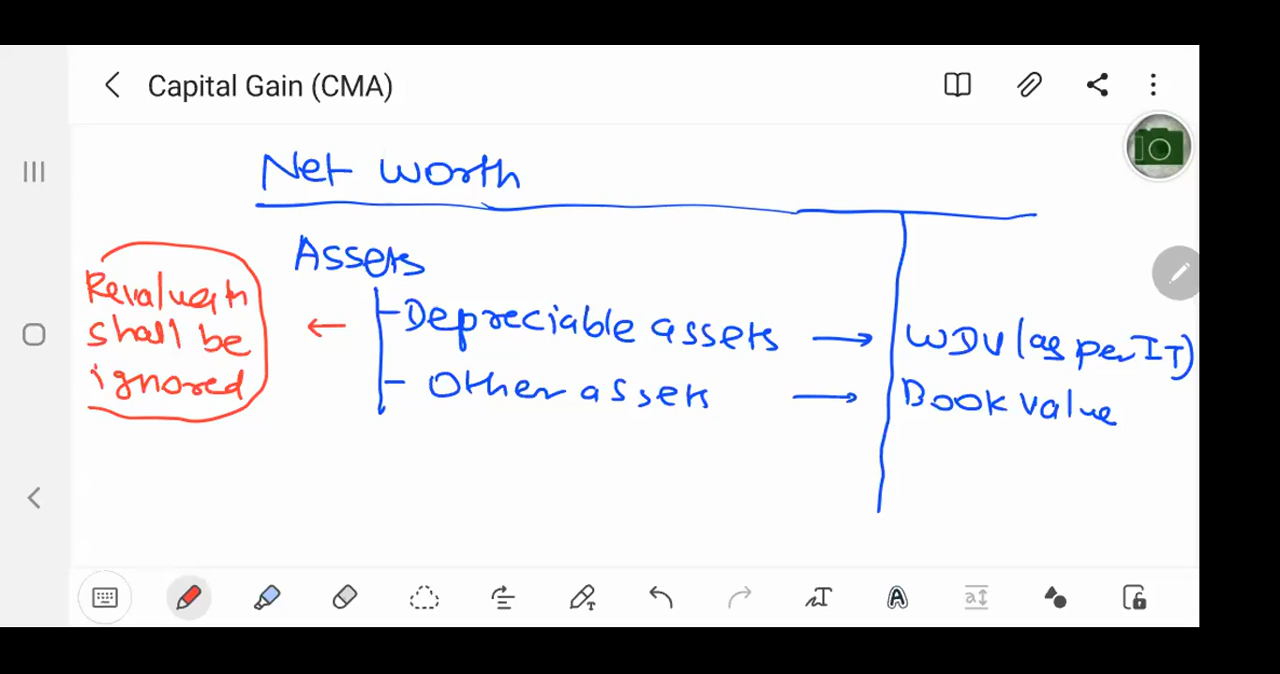 Capital Gain (CMA)
Net worth
Assets
Depreciable assets → WDV (as per IT)
Other assets → Book value
←
shall be
ignored